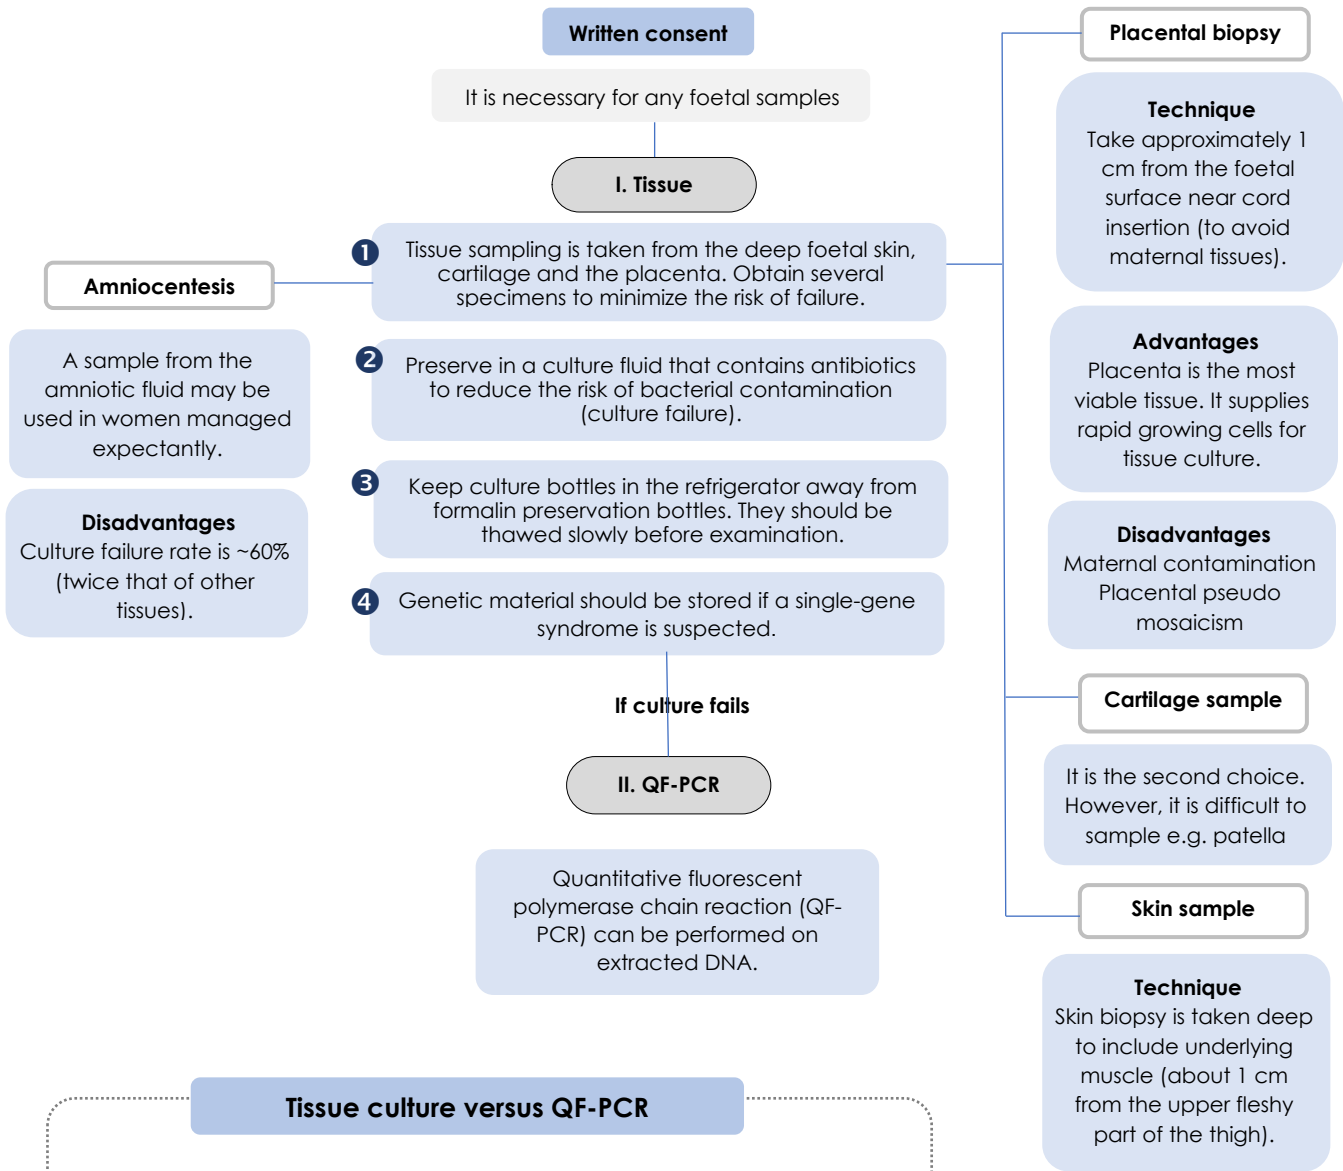 Written consent
It is necessary for any foetal samples
I. Tissue
❶
Tissue sampling is taken from the deep foetal skin,
cartilage and the placenta. Obtain several
specimens to minimize the risk of failure.
❷
Preserve in a culture fluid that contains antibiotics
to reduce the risk of bacterial contamination
(culture failure).
❸
Keep culture bottles in the refrigerator away from
formalin preservation bottles. They should be
thawed slowly before examination.
❹
Genetic material should be stored if a single-gene
syndrome is suspected.
If culture fails
II. QF-PCR
Quantitative fluorescent
polymerase chain reaction (QF-
PCR) can be performed on
extracted DNA.
Amniocentesis
A sample from the
amniotic fluid may be
used in women managed
expectantly.
Disadvantages
Culture failure rate is ~60%
(twice that of other
tissues).
Placental biopsy
Technique
Take approximately 1
cm from the foetal
surface near cord
insertion (to avoid
maternal tissues).
Advantages
Placenta is the most
viable tissue. It supplies
rapid growing cells for
tissue culture.
Disadvantages
Maternal contamination
Placental pseudo
mosaicism
Cartilage sample
It is the second choice.
However, it is difficult to
sample e.g. patella
Skin sample
Technique
Skin biopsy is taken deep
to include underlying
muscle (about 1 cm
from the upper fleshy
part of the thigh).
Tissue culture versus QF-PCR